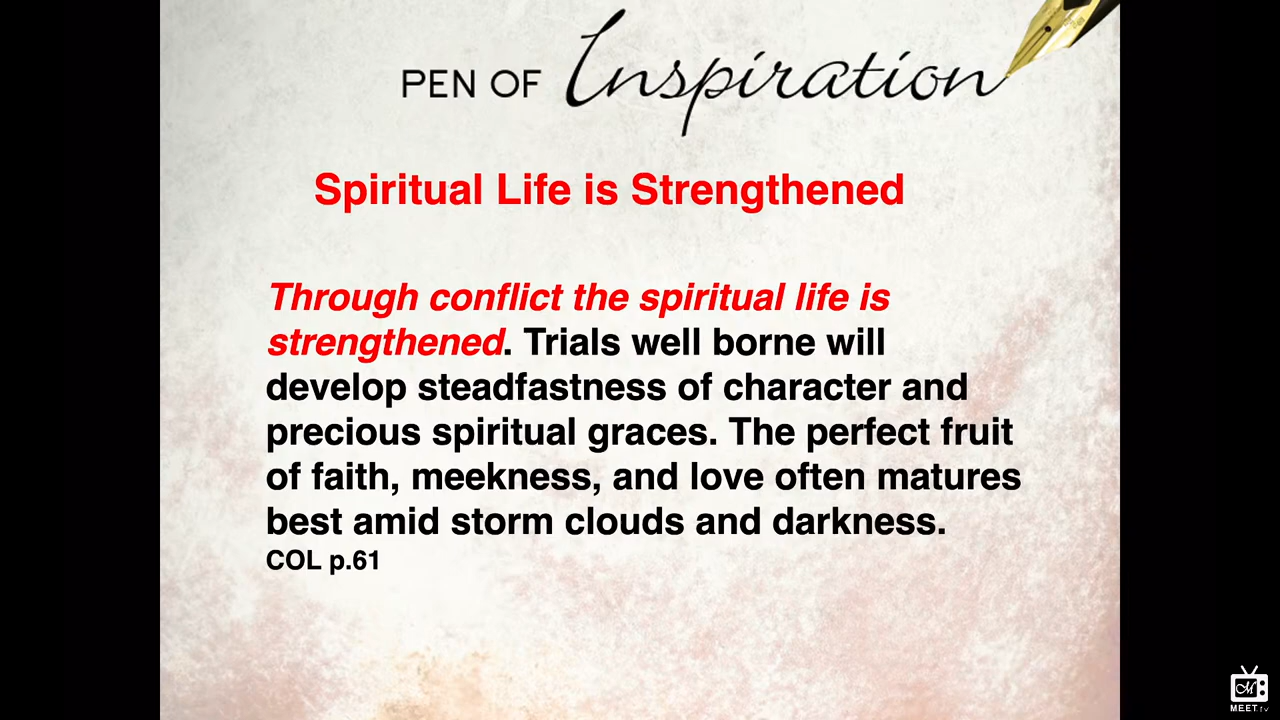 PEN OF Inspiration
Spiritual Life is Strengthened
Through conflict the spiritual life is
strengthened. Trials well borne will
develop steadfastness of character and
precious spiritual graces. The perfect fruit
of faith, meekness, and love often matures
best amid storm clouds and darkness.
COL p.61
M
MEET.tv